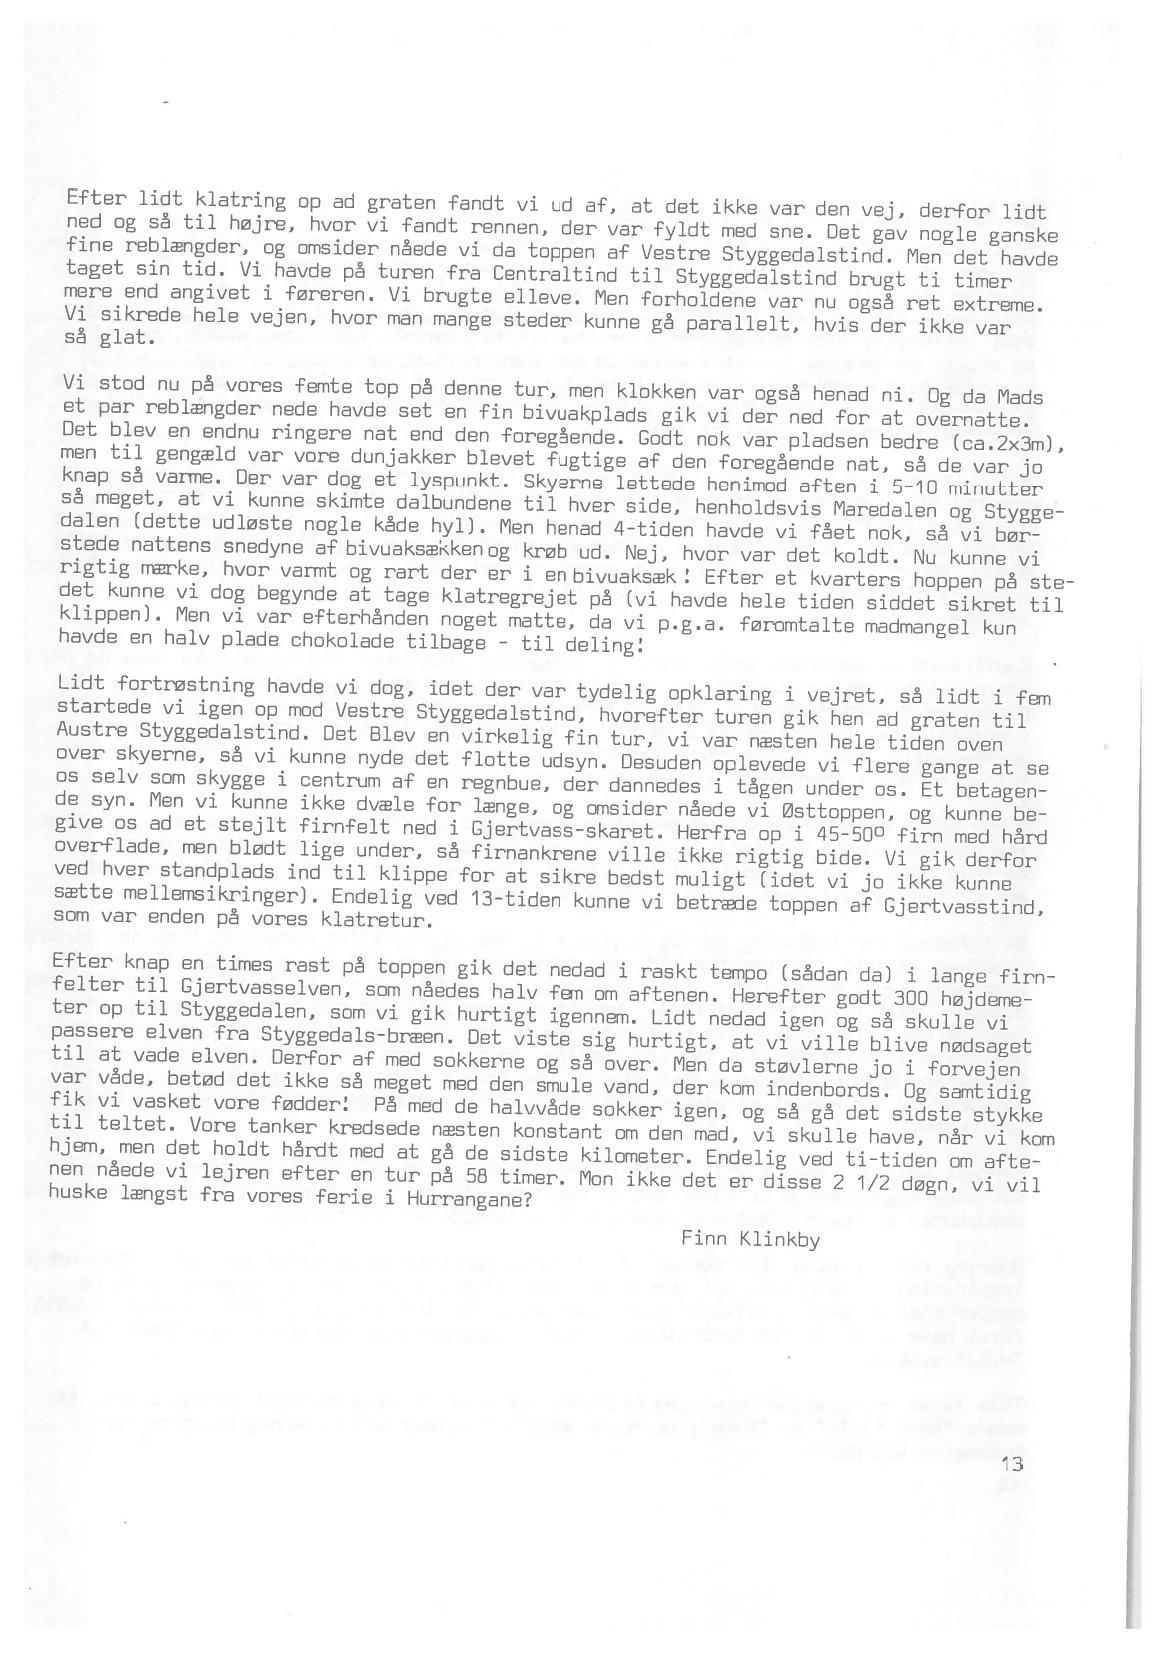 Efter lidt klatring op ad graten fandt vi ud af, at det ikke var den vej, derfor lidt
ned og så til højre, hvor vi fandt rennen, der var fyldt med sne. Det gav nogle ganske
fine reblængder, og omsider nåede vi da toppen af Vestre Styggedalstind. Men det havde
taget sin tid. Vi havde på turen fra Centraltind til Styggedalstind brugt ti timer
mere end angivet i føreren. Vi brugte elleve. Men forholdene var nu også ret extreme.
Vi sikrede hele vejen, hvor man mange steder kunne gå parallelt, hvis der ikke var
så glat.
Vi stod nu på vores femte top på denne tur, men klokken var også henad ni. Og da Mads
et par reblængder nede havde set en fin bivuakplads gik vi der ned for at overnatte.
Det blev en endnu ringere nat end den foregående. Godt nok var pladsen bedre (ca.2x3m),
men til gengæld var vore dunjakker blevet fugtige af den foregående nat, så de var jo
knap så varme. Der var dog et lyspunkt. Skyerne lettede henimod aften i 5-10 minutter
så meget, at vi kunne skimte dalbundene til hver side, henholdsvis Maredalen og Stygge-
dalen (dette udløste nogle kåde hyl). Men henad 4-tiden havde vi fået nok, så vi bør-
stede nattens snedyne af bivuaksækken og krøb ud. Nej, hvor var det koldt. Nu kunne vi
rigtig mærke, hvor varmt og rart der er i en bivuaksæk! Efter et kvarters hoppen på ste-
det kunne vi dog begynde at tage klatregrejet på (vi havde hele tiden siddet sikret til
klippen). Men vi var efterhånden noget matte, da vi p.g.a. føromtalte madmangel kun
havde en halv plade chokolade tilbage - til deling!
Lidt fortrøstning havde vi dog, idet der var tydelig opklaring i vejret, så lidt i fem
startede vi igen op mod Vestre Styggedalstind, hvorefter turen gik hen ad graten til
Austre Styggedalstind. Det Blev en virkelig fin tur, vi var næsten hele tiden oven
over skyerne, så vi kunne nyde det flotte udsyn. Desuden oplevede vi flere gange at se
os selv som skygge i centrum af en regnbue, der dannedes i tågen under os. Et betagen-
de syn. Men vi kunne ikke dvæle for længe, og omsider nåede vi Østtoppen, og kunne be-
give os ad et stejlt firnfelt ned i Gjertvass-skaret. Herfra op i 45-50° firn med hård
overflade, men blødt lige under, så firnankrene ville ikke rigtig bide. Vi gik derfor
ved hver standplads ind til klippe for at sikre bedst muligt (idet vi jo ikke kunne
sætte mellemsikringer). Endelig ved 13-tiden kunne vi betræde toppen af Gjertvasstind,
som var enden på vores klatretur.
Efter knap en times rast på toppen gik det nedad i raskt tempo (sådan da) i lange firn-
felter til Gjertvasselven, som nåedes halv fem om aftenen. Herefter godt 300 højdeme-
ter op til Styggedalen, som vi gik hurtigt igennem. Lidt nedad igen og så skulle vi
passere elven fra Styggedals-bræen. Det viste sig hurtigt, at vi ville blive nødsaget
til at vade elven. Derfor af med sokkerne og så over. Men da støvlerne jo i forvejen
var våde, betød det ikke så meget med den smule vand, der kom indenbords. Og samtidig
fik vi vasket vore fødder! På med de halvvåde sokker igen, og så gå det sidste stykke
til teltet. Vore tanker kredsede næsten konstant om den mad, vi skulle have, når vi kom
hjem, men det holdt hårdt med at gå de sidste kilometer. Endelig ved ti-tiden om afte-
nen nåede vi lejren efter en tur på 58 timer. Mon ikke det er disse 2 1/2 døgn, vi vil
huske længst fra vores ferie i Hurrangane?
Finn Klinkby
13